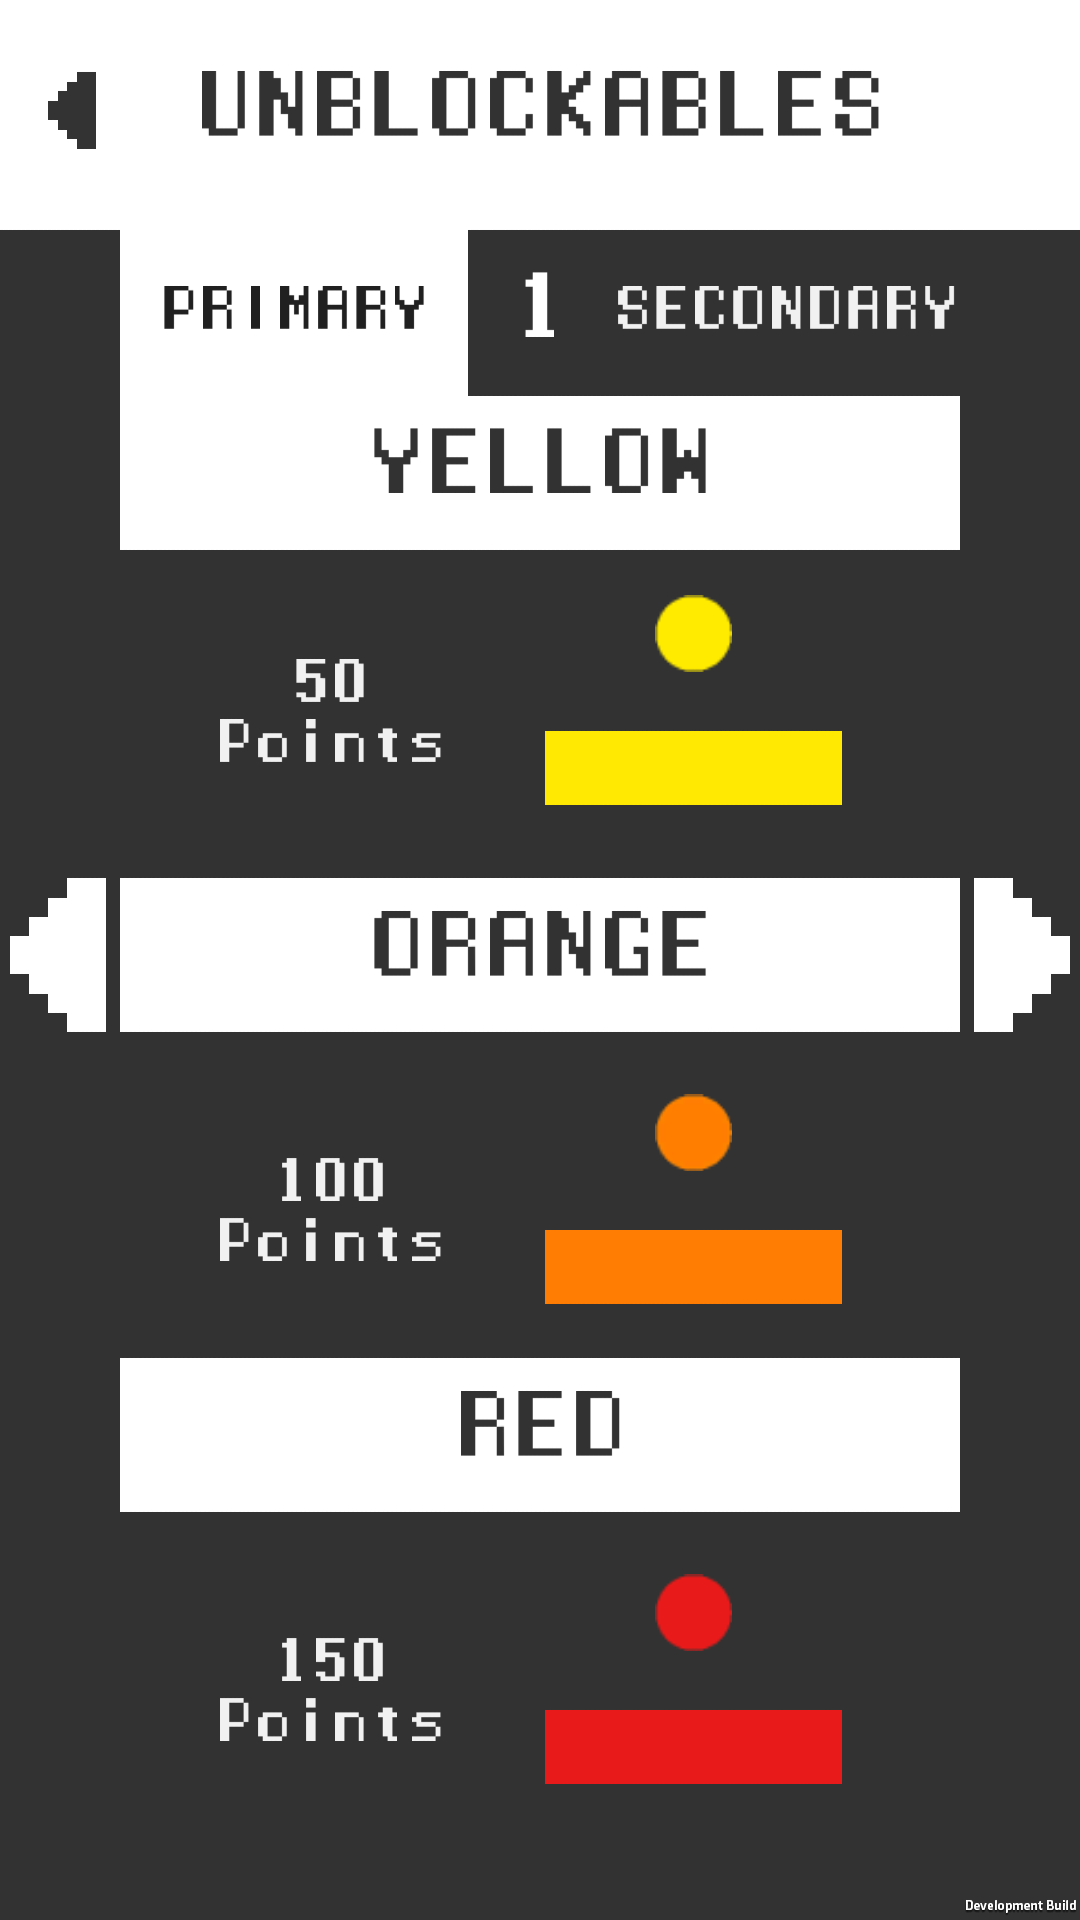 UNBLOCKABLES
PRIMARY 1 SECONDARY
YELLOW
50
Points
ORANGE
100
Points
RED
150
Points
Development Build